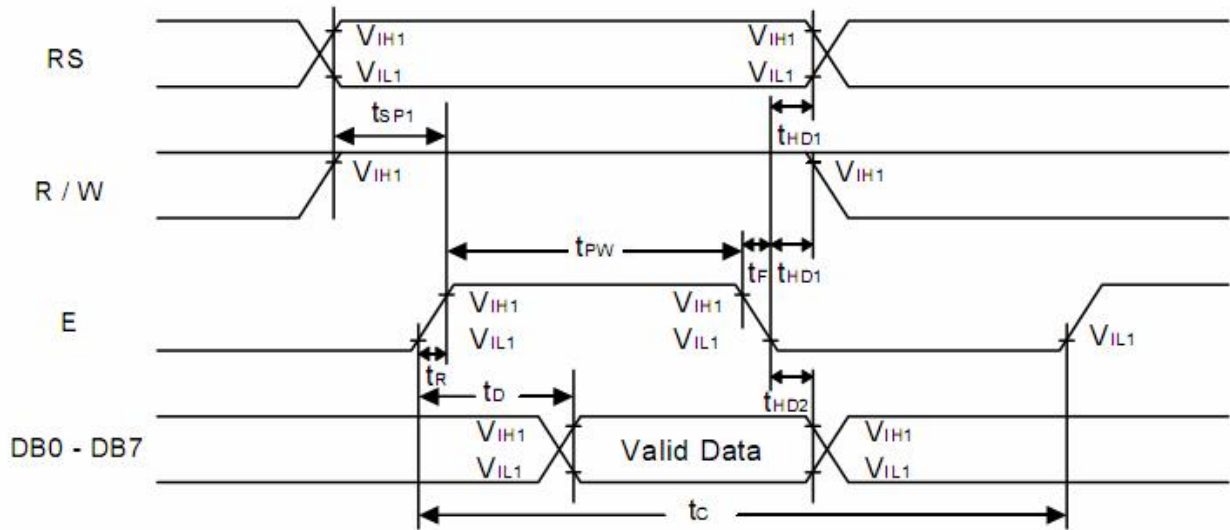 RS
VIH1
VIH1
VIL1
VIL1
tSP1
tHD1
R / W
VIH1
VIH1
tPW
tF
tHD1
E
VIH1
VIH1
VIL1
VIL1
VIL1
tR
tD
tHD2
DB0 - DB7
VIH1
Valid Data
VIH1
VIL1
VIL1
tC